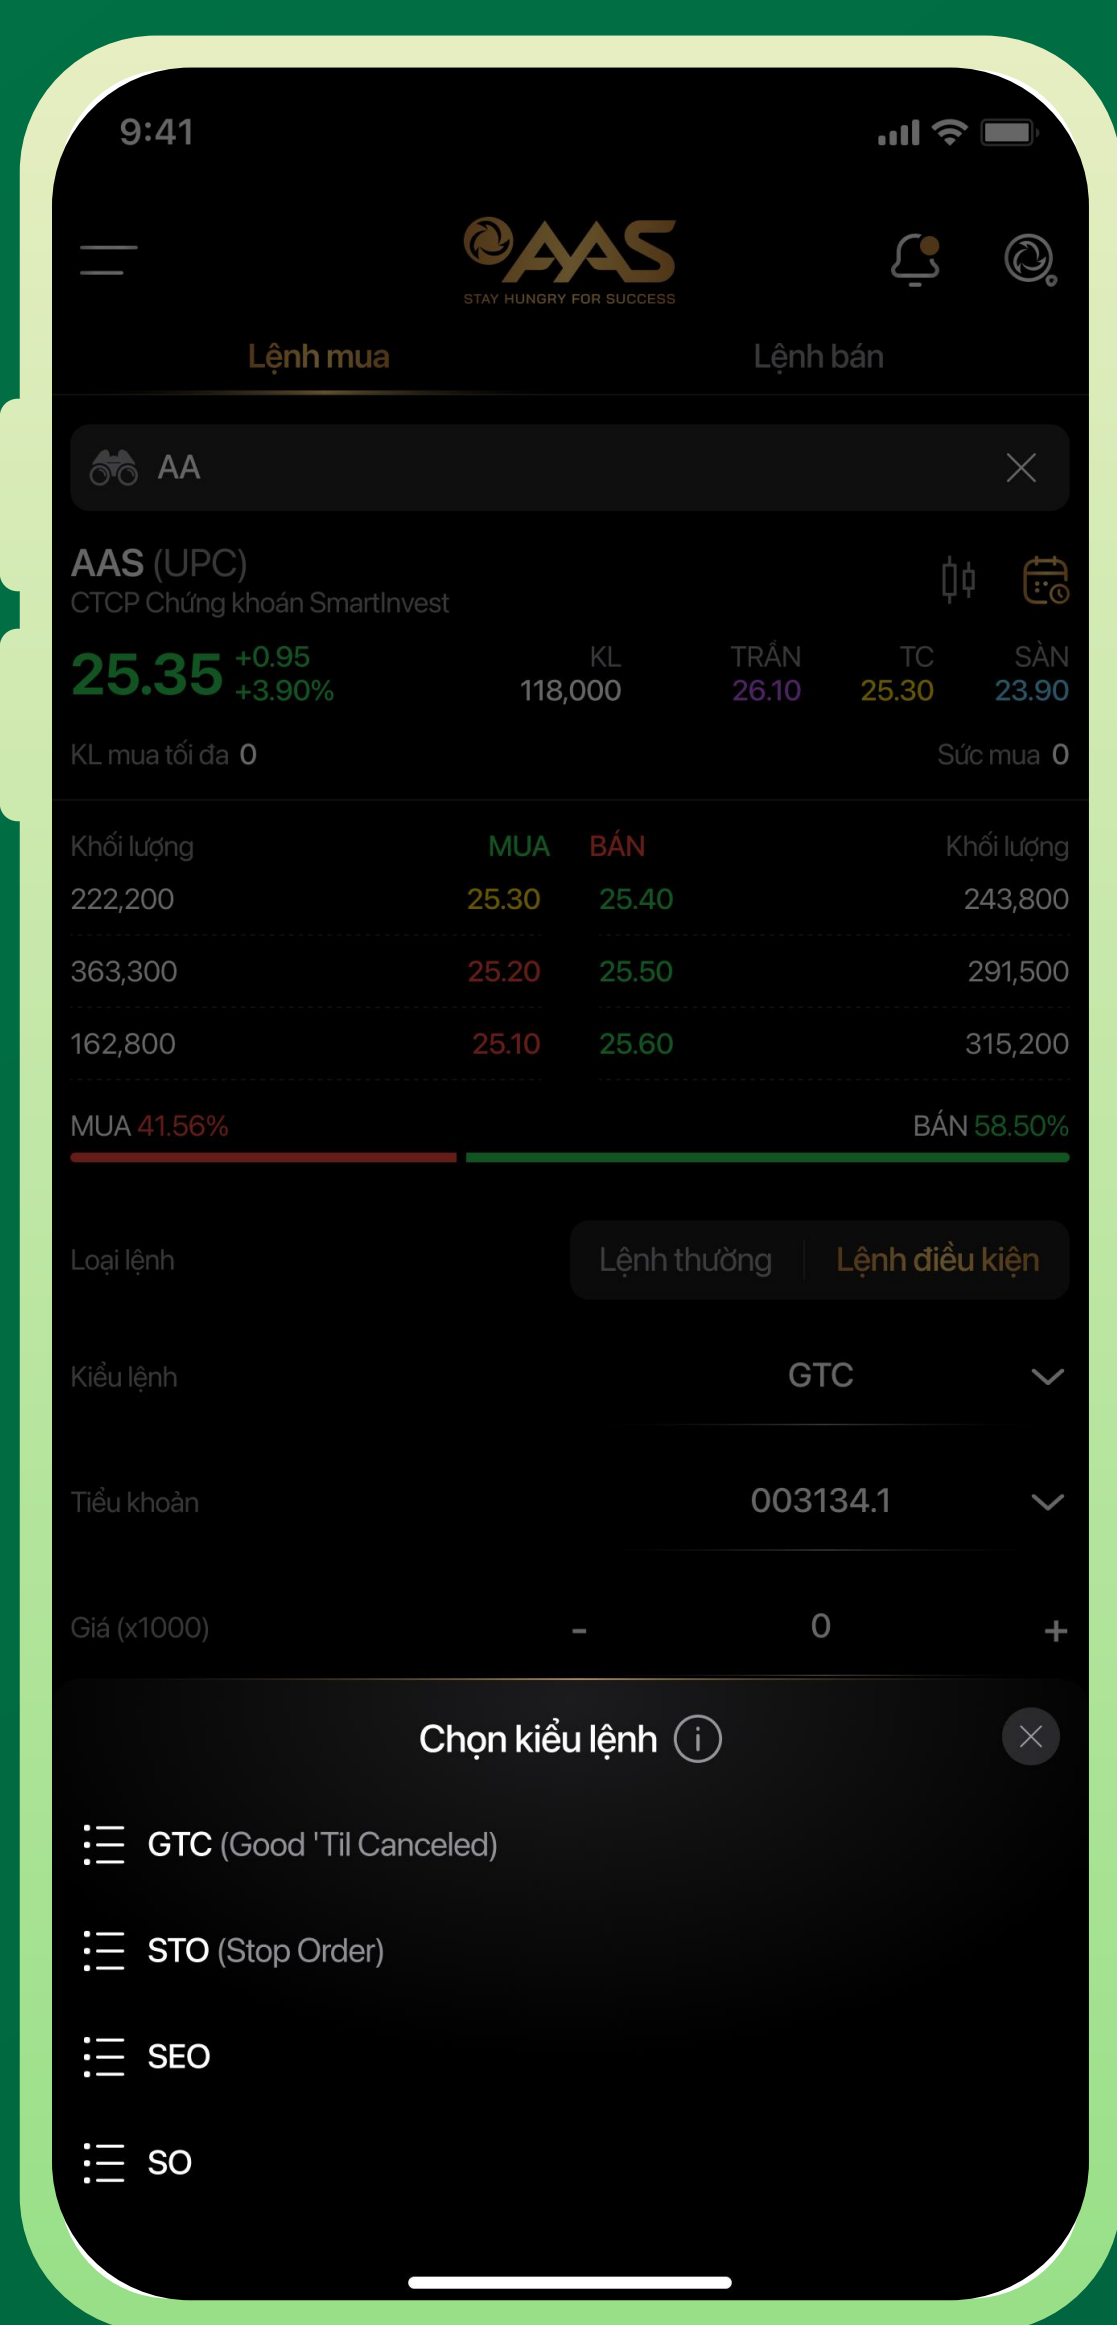 9:41
AAS
STAY HUNGRY FOR SUCCESS
Lệnh mua Lệnh bán
AA
AAS (UPC)
CTCP Chứng khoán SmartInvest
25.35 +0.95 +3.90%
KL TRẦN TC SÀN
118,000 26.10 25.30 23.90
KL mua tối đa 0 Sức mua 0
Khối lượng MUA BÁN Khối lượng
222,200 25.30 25.40 243,800
363,300 25.20 25.50 291,500
162,800 25.10 25.60 315,200
MUA 41.56% BÁN 58.50%
Loại lệnh Lệnh thường Lệnh điều kiện
Kiểu lệnh GTC
Tiểu khoản 003134.1
Giá (x1000) - 0 +
Chọn kiểu lệnh
GTC (Good 'Til Canceled)
STO (Stop Order)
SEO
SO